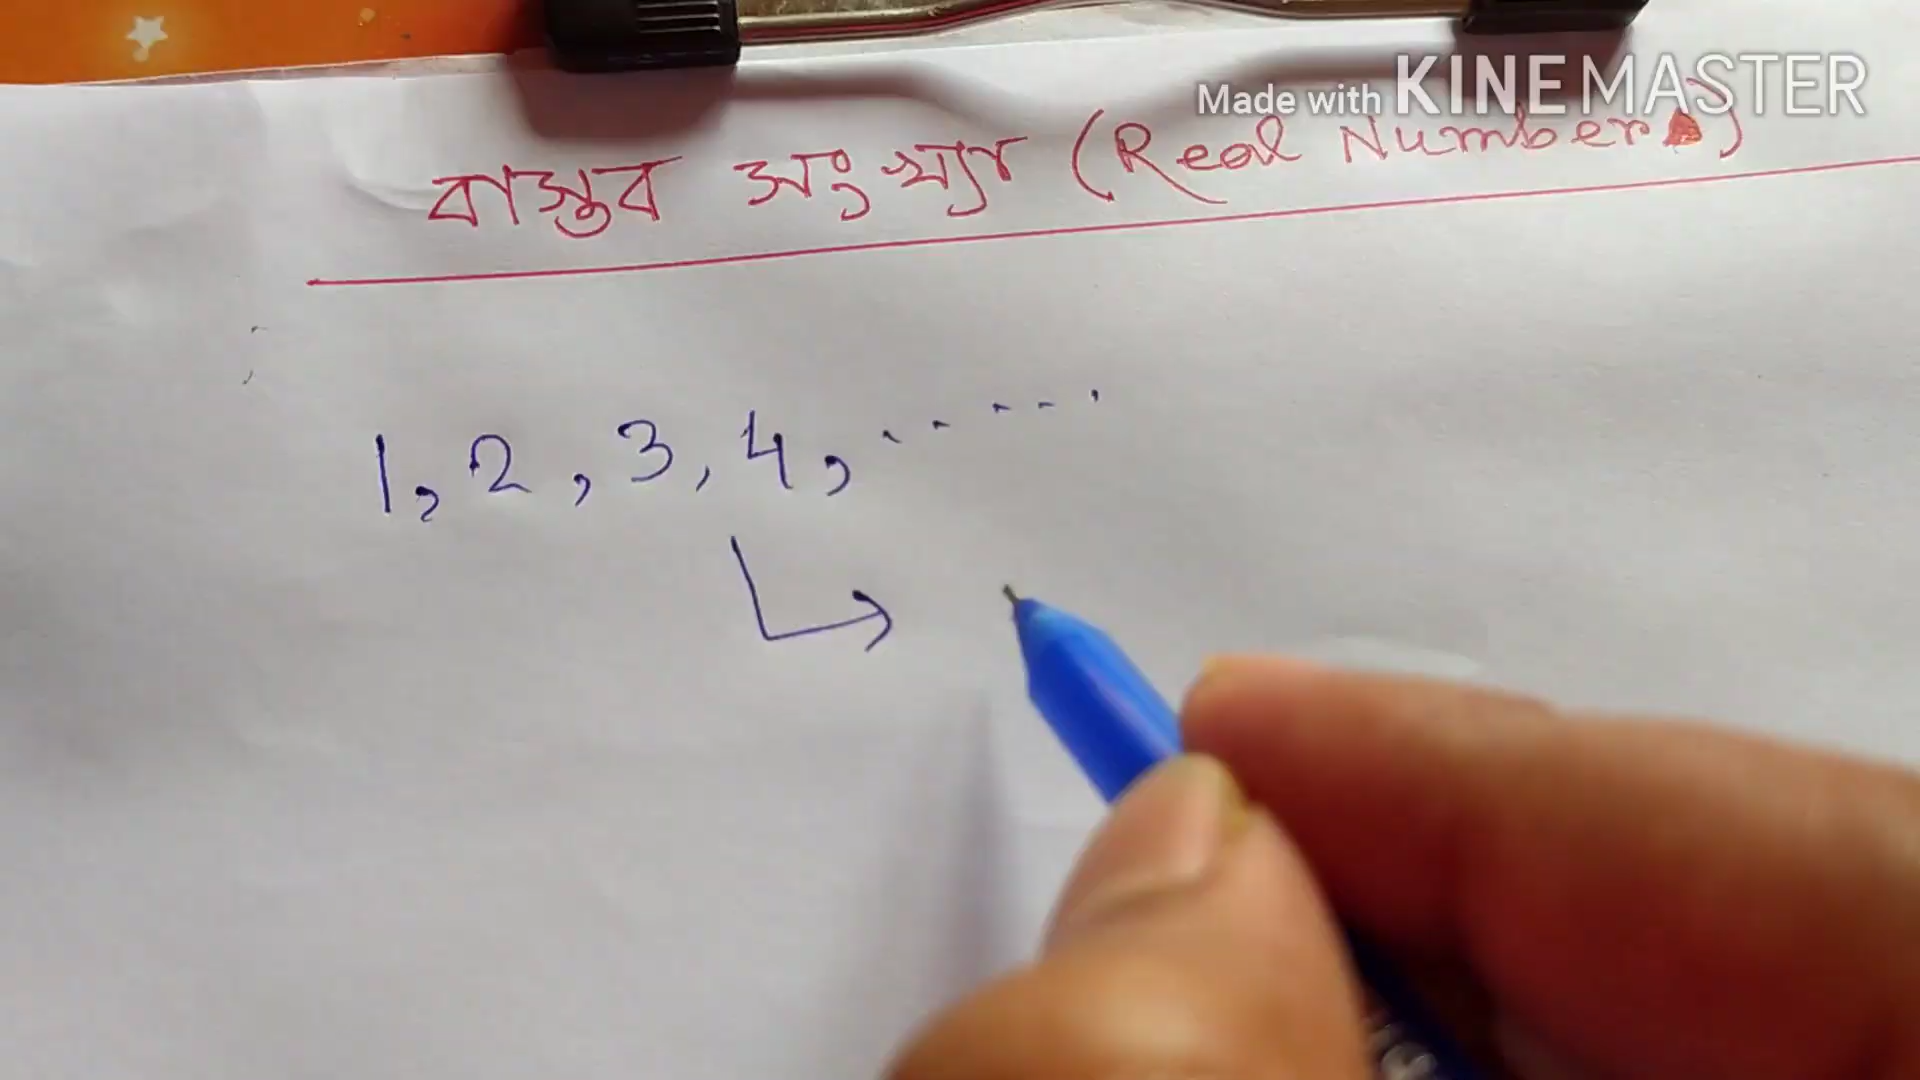 Made with KINEMASTER
বাস্তব সংখ্যা (Real Number)
1, 2, 3, 4, .......